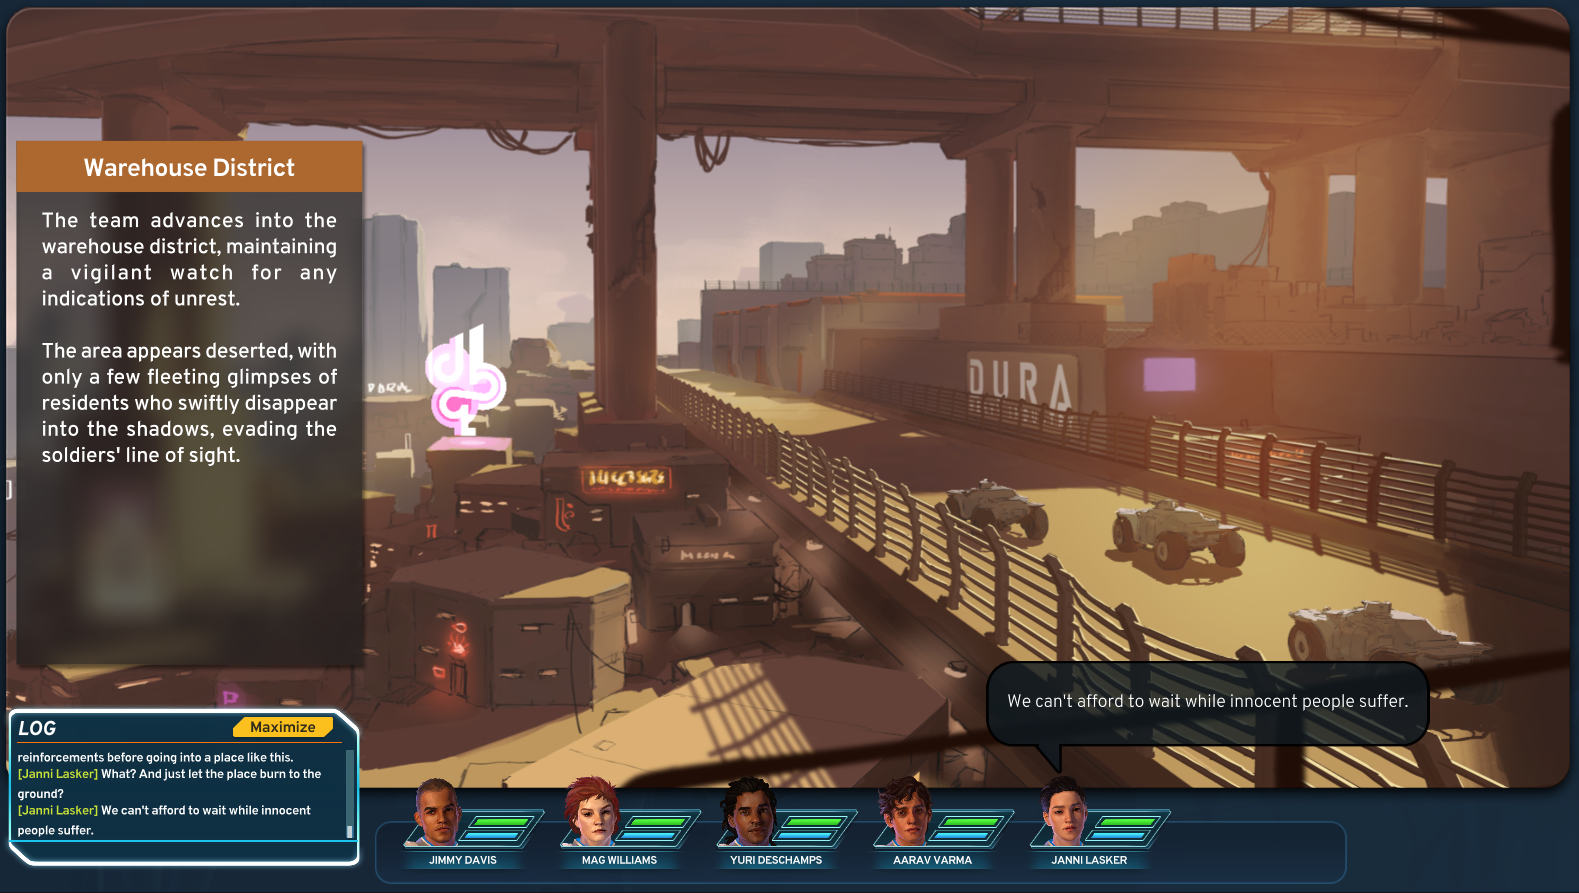 Warehouse District
The team advances into the
warehouse district, maintaining
a vigilant watch for any
indications of unrest.
The area appears deserted, with
only a few fleeting glimpses of
residents who swiftly disappear
into the shadows, evading the
soldiers' line of sight.
DURA
We can't afford to wait while innocent people suffer.
LOG
Maximize
reinforcements before going into a place like this.
[Janni Lasker] What? And just let the place burn to the
ground?
[Janni Lasker] We can't afford to wait while innocent
people suffer.
JIMMY DAVIS
MAG WILLIAMS
YURI DESCHAMPS
AARAV VARMA
JANNI LASKER